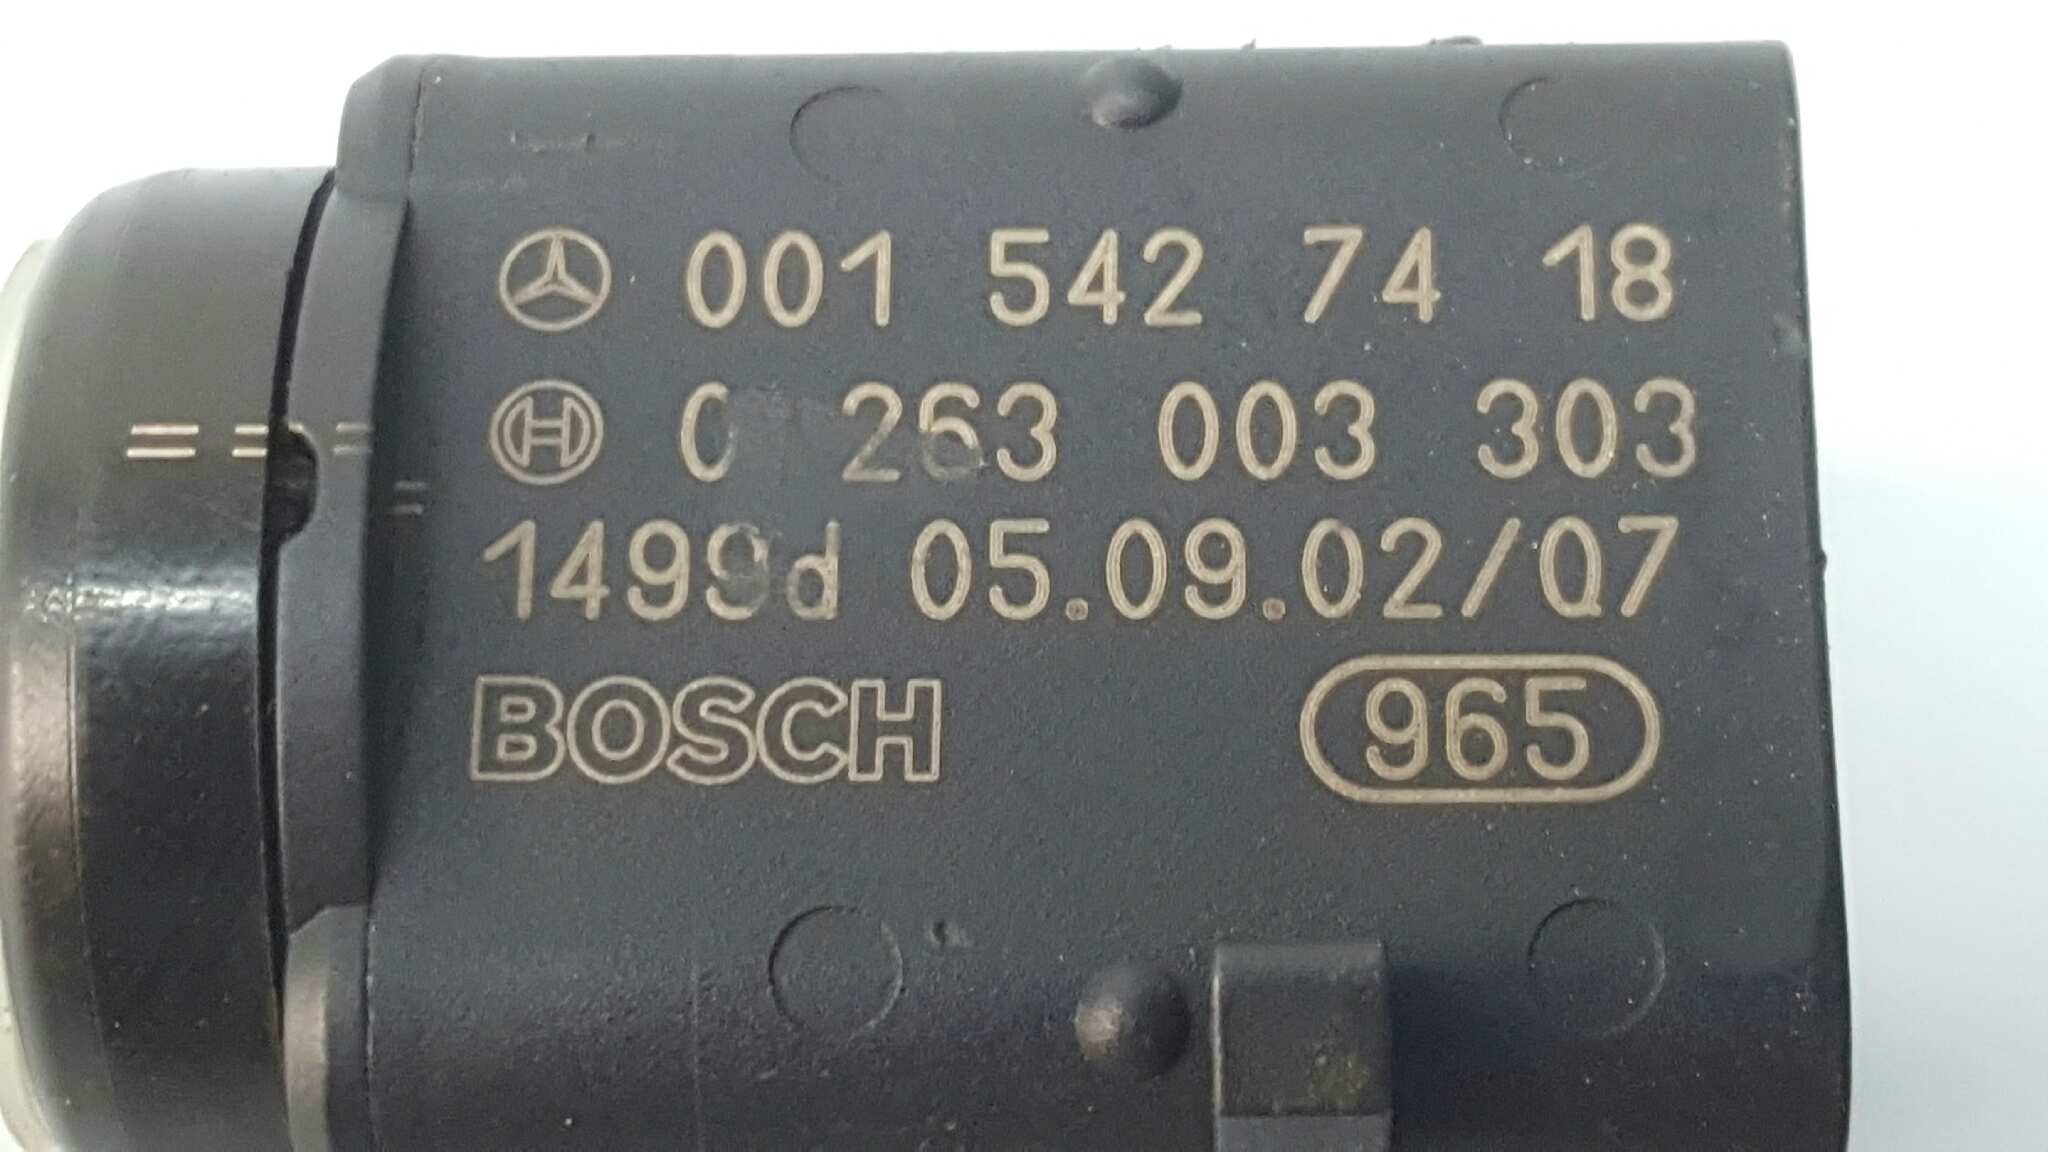 001 542 74 18
0 263 003 303
1499d 05.09.02/07
BOSCH 965